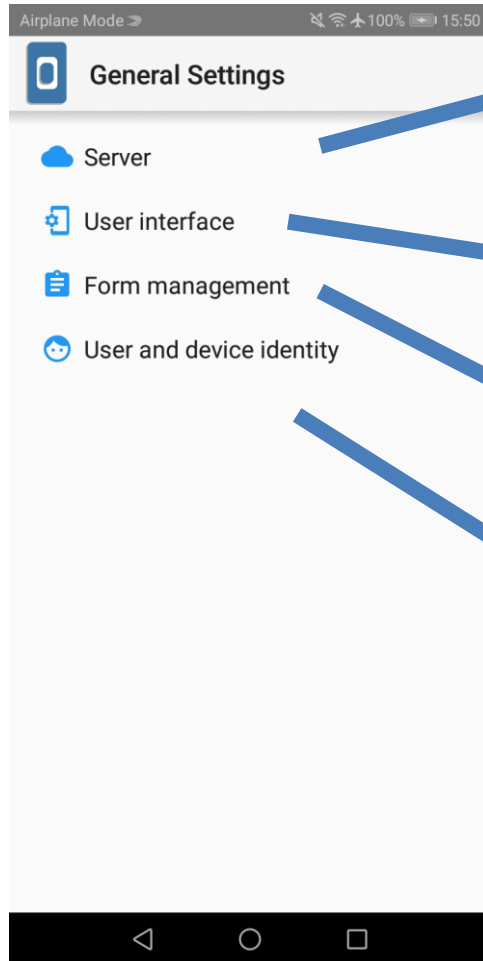 Airplane Mode 100% 15:50
General Settings
Server
User interface
Form management
User and device identity